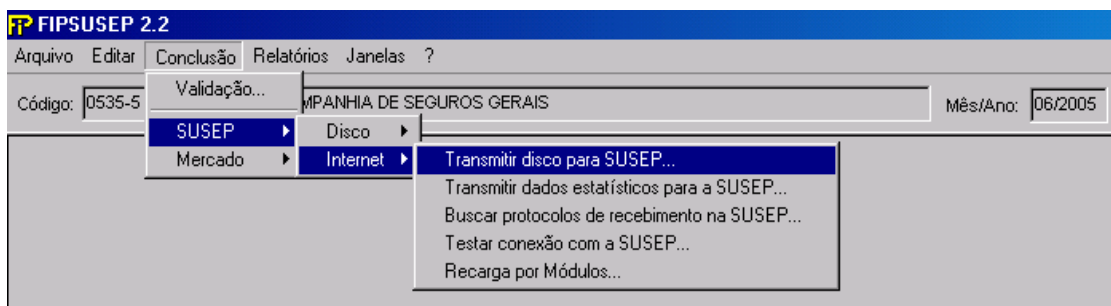 FIP FIPSUSEP 2.2
Arquivo Editar Conclusão Relatórios Janelas ?
Código: 0535-5 MPANHIA DE SEGUROS GERAIS Mês/Ano: 06/2005
Validação...
SUSEP Disco
Mercado Internet Transmitir disco para SUSEP...
Transmitir dados estatísticos para a SUSEP...
Buscar protocolos de recebimento na SUSEP...
Testar conexão com a SUSEP...
Recarga por Módulos...